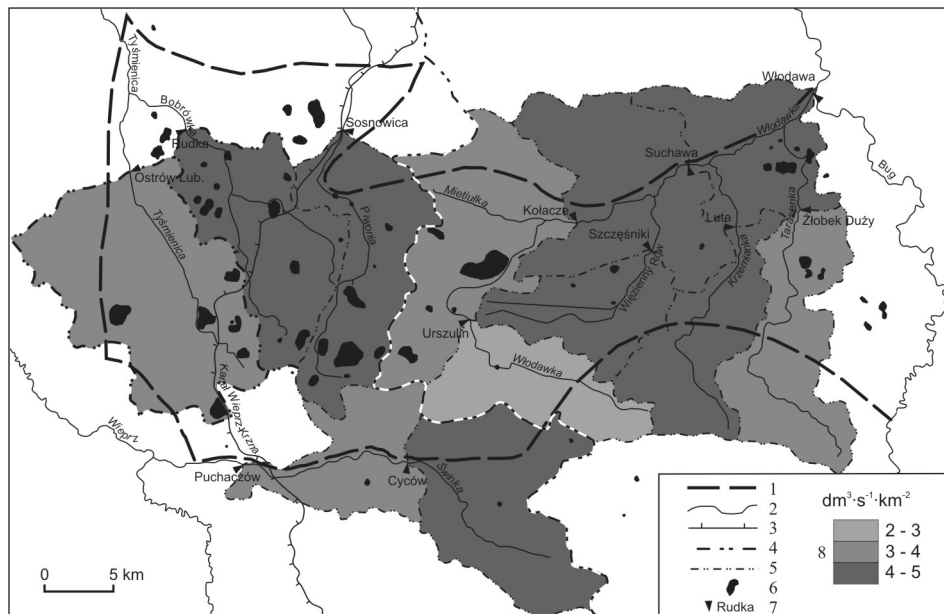 Tyśmienica
Bobrówka
Rudka
Sosnowica
Ostrów Lub.
Tyśmienica
Piwonia
Włodawa
Włodawka
Suchawa
Bug
Mietiułka
Kołacze
Szczęśniki
Luta
Tarasienka
Żłobek Duży
Krzemianka
Więzienny Rów
Urszulin
Włodawka
Kanał Wieprz-Krzna
Wieprz
Puchaczów
Cyców
Świnka
0 5 km
1
2
3
4
5
6
Rudka 7
dm³·s⁻¹·km⁻²
8
2 - 3
3 - 4
4 - 5